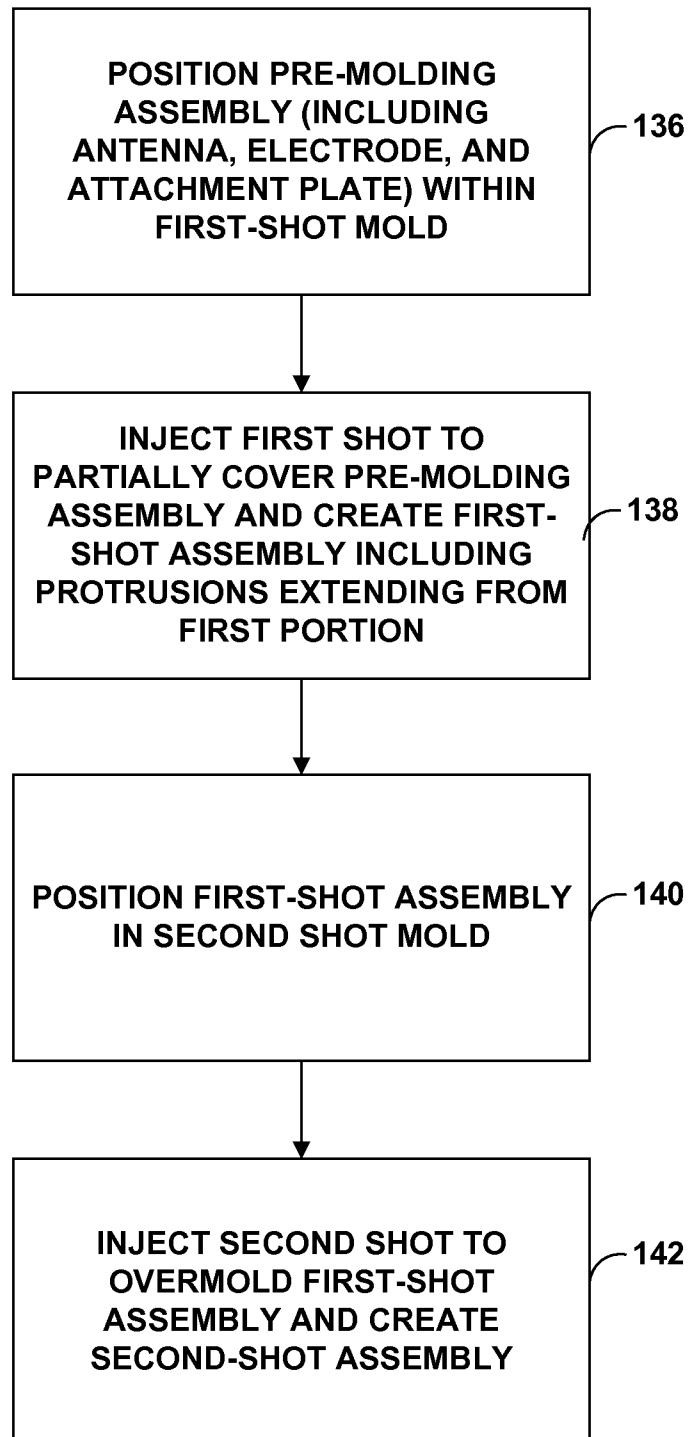 POSITION PRE-MOLDING
ASSEMBLY (INCLUDING
ANTENNA, ELECTRODE, AND
ATTACHMENT PLATE) WITHIN
FIRST-SHOT MOLD
136
INJECT FIRST SHOT TO
PARTIALLY COVER PRE-MOLDING
ASSEMBLY AND CREATE FIRST-
SHOT ASSEMBLY INCLUDING
PROTRUSIONS EXTENDING FROM
FIRST PORTION
138
POSITION FIRST-SHOT ASSEMBLY
IN SECOND SHOT MOLD
140
INJECT SECOND SHOT TO
OVERMOLD FIRST-SHOT
ASSEMBLY AND CREATE
SECOND-SHOT ASSEMBLY
142